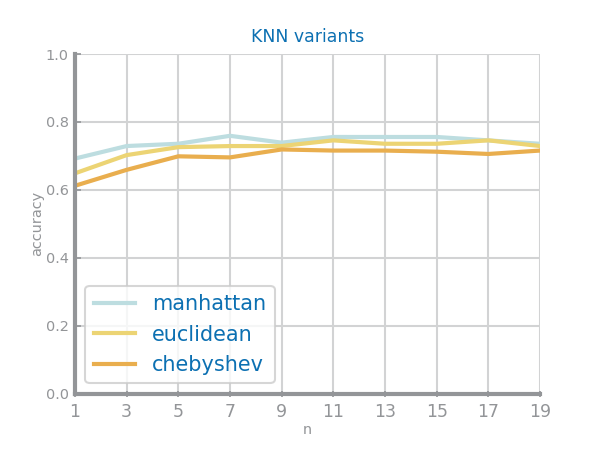 KNN variants
1.0
0.8
0.6
0.4
0.2
0.0
accuracy
manhattan
euclidean
chebyshev
1 3 5 7 9 11 13 15 17 19
n